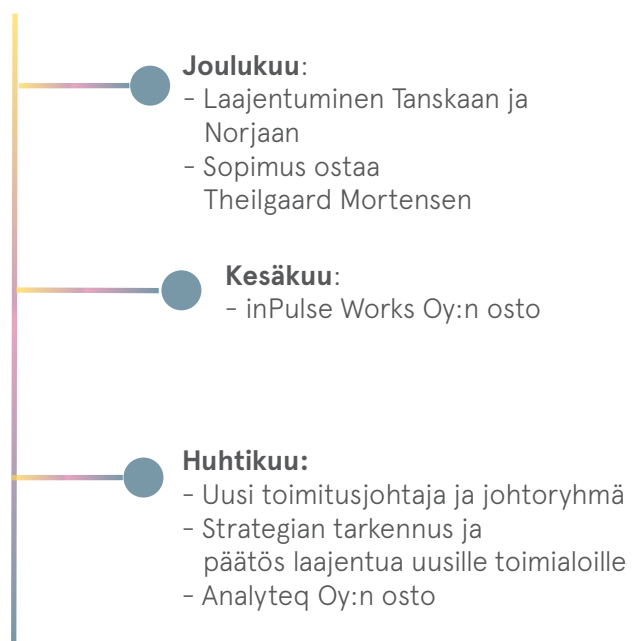 Joulukuu:
- Laajentuminen Tanskaan ja
Norjaan
- Sopimus ostaa
Theilgaard Mortensen
Kesäkuu:
- inPulse Works Oy:n osto
Huhtikuu:
- Uusi toimitusjohtaja ja johtoryhmä
- Strategian tarkennus ja
päätös laajentua uusille toimialoille
- Analyteq Oy:n osto